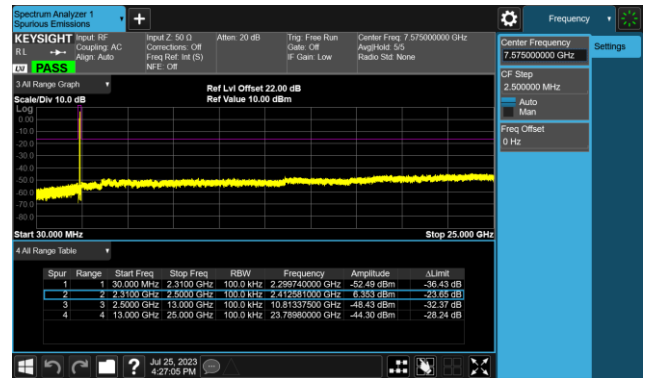 Spectrum Analyzer 1
Spurious Emissions
Frequency
KEYSIGHT
RL
Input: RF
Coupling: AC
Align: Auto
Input Z: 50 Ω
Corrections: Off
Freq Ref: Int (S)
NFE: Off
Atten: 20 dB
Trig: Free Run
Gate: Off
IF Gain: Low
Center Freq: 7.575000000 GHz
Avg|Hold: 5/5
Radio Std: None
PASS
Center Frequency
7.575000000 GHz
Settings
CF Step
2.500000 MHz
Auto
Man
Freq Offset
0 Hz
3 All Range Graph
Scale/Div 10.0 dB
Ref Lvl Offset 22.00 dB
Ref Value 10.00 dBm
Log
0.00
-10.0
-20.0
-30.0
-40.0
-50.0
-60.0
-70.0
-80.0
Start 30.000 MHz
Stop 25.000 GHz
4 All Range Table
Spur Range Start Freq Stop Freq RBW Frequency Amplitude ΔLimit
1 1 30.000 MHz 2.3100 GHz 100.0 kHz 2.299740000 GHz -52.49 dBm -36.43 dB
2 2 2.3100 GHz 2.5000 GHz 100.0 kHz 2.412581000 GHz 6.353 dBm -23.65 dB
3 3 2.5000 GHz 13.000 GHz 100.0 kHz 10.81337500 GHz -48.43 dBm -32.37 dB
4 4 13.000 GHz 25.000 GHz 100.0 kHz 23.78980000 GHz -44.30 dBm -28.24 dB
Jul 25, 2023
4:27:05 PM